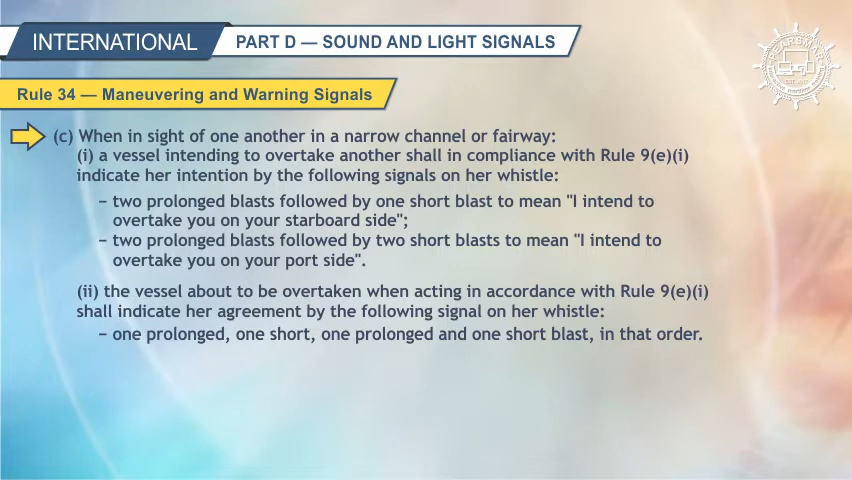 INTERNATIONAL
PART D — SOUND AND LIGHT SIGNALS
PEARSMAR
Rule 34 — Maneuvering and Warning Signals
(c) When in sight of one another in a narrow channel or fairway:
(i) a vessel intending to overtake another shall in compliance with Rule 9(e)(i)
indicate her intention by the following signals on her whistle:
– two prolonged blasts followed by one short blast to mean "I intend to
overtake you on your starboard side";
– two prolonged blasts followed by two short blasts to mean "I intend to
overtake you on your port side".
(ii) the vessel about to be overtaken when acting in accordance with Rule 9(e)(i)
shall indicate her agreement by the following signal on her whistle:
– one prolonged, one short, one prolonged and one short blast, in that order.